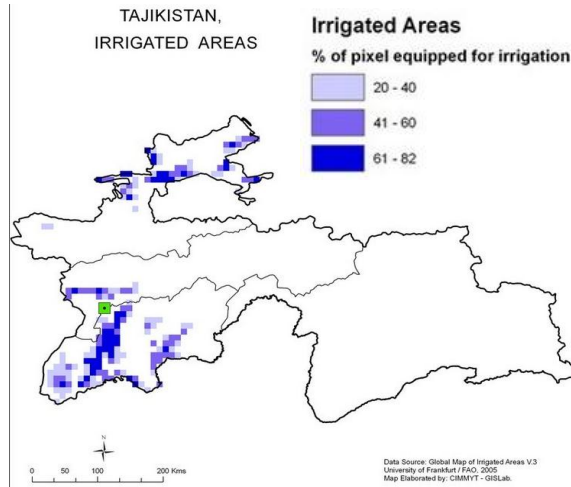 TAJIKISTAN,
IRRIGATED AREAS
Irrigated Areas
% of pixel equipped for irrigation
20 - 40
41 - 60
61 - 82
N
0 50 100 200 Kms
Data Source: Global Map of Irrigated Areas V.3
University of Frankfurt / FAO, 2005
Map Elaborated by: CIMMYT - GISLab.